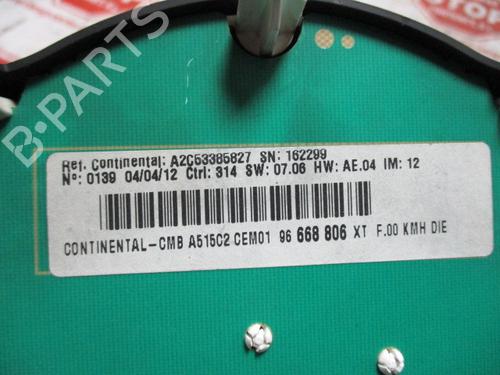 Ref. Continental: A2C53385827 SN: 162299
Nº: 0139 04/04/12 Ctrl: 314 SW: 07.06 HW: AE.04 IM: 12
CONTINENTAL-CMB A515C2 CEM01 96 668 806 XT F.00 KMH DIE
B-PARTS